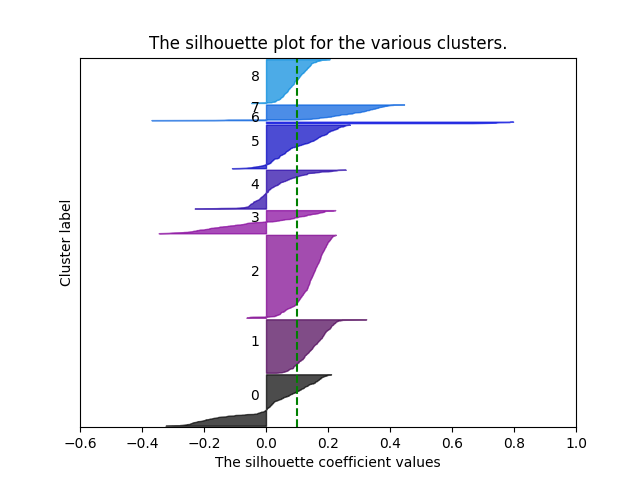 The silhouette plot for the various clusters.
8
7
6
5
4
3
2
1
0
Cluster label
−0.6 −0.4 −0.2 0.0 0.2 0.4 0.6 0.8 1.0
The silhouette coefficient values